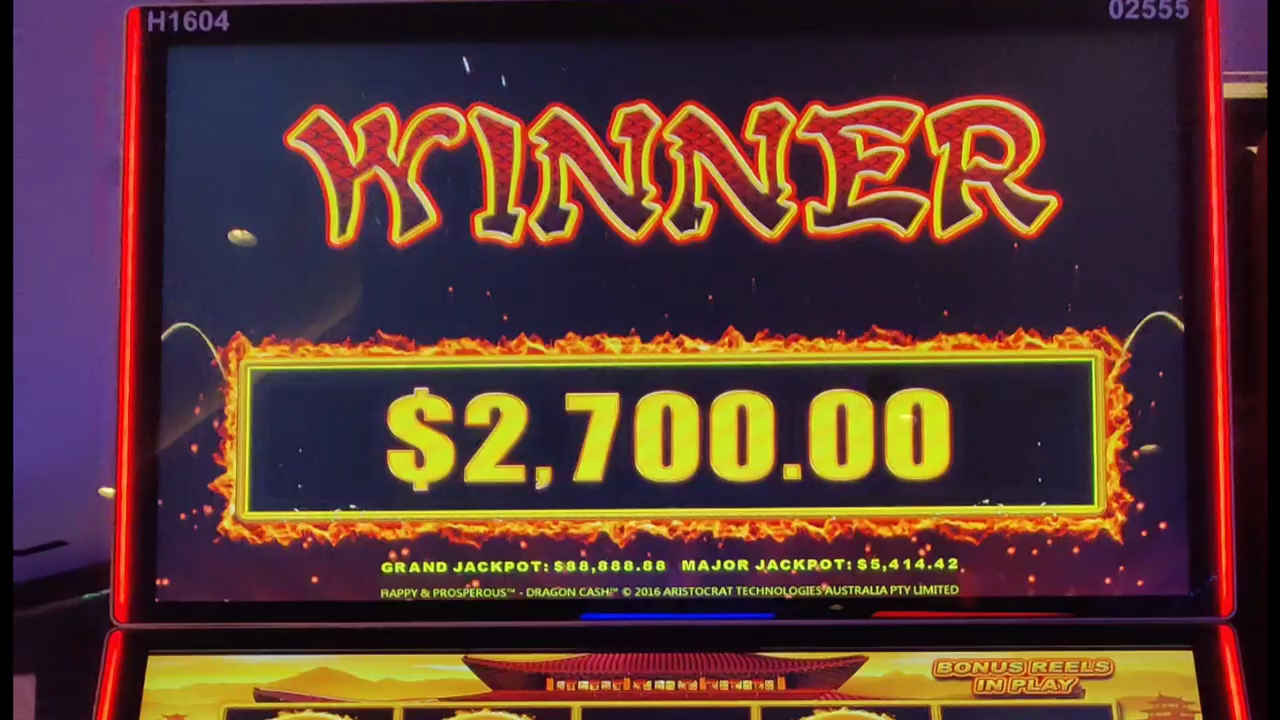 H1604
02555
WINNER
$2,700.00
GRAND JACKPOT: $88,888.88 MAJOR JACKPOT: $5,414.42
HAPPY & PROSPEROUS™ - DRAGON CASH™ © 2016 ARISTOCRAT TECHNOLOGIES AUSTRALIA PTY LIMITED
BONUS REELS
IN PLAY